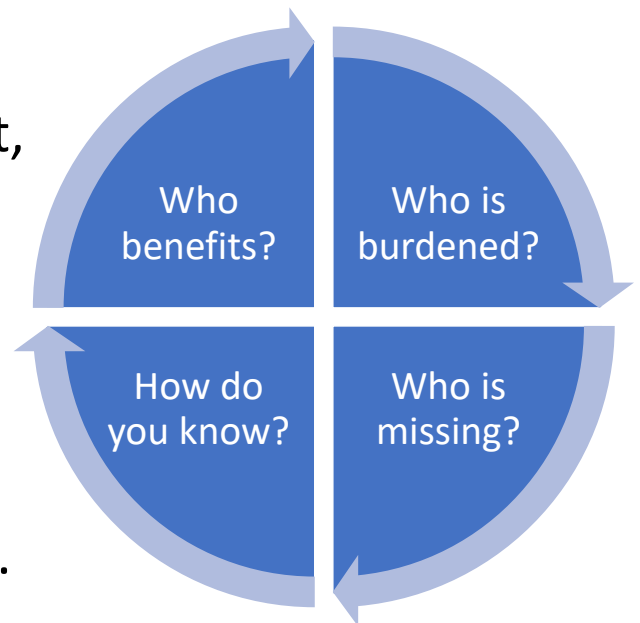 t,
Who
benefits?
Who is
burdened?
How do
you know?
Who is
missing?
.